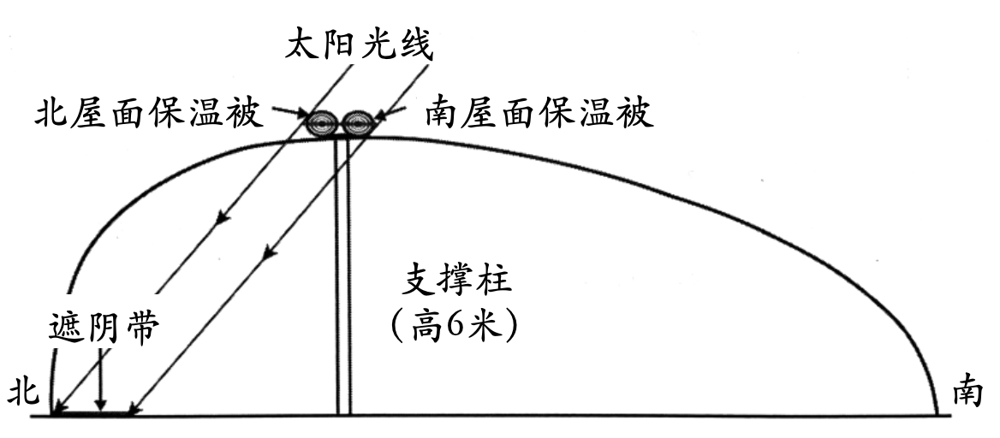 太阳光线
北屋面保温被
南屋面保温被
支撑柱
（高6米）
遮阴带
北
南